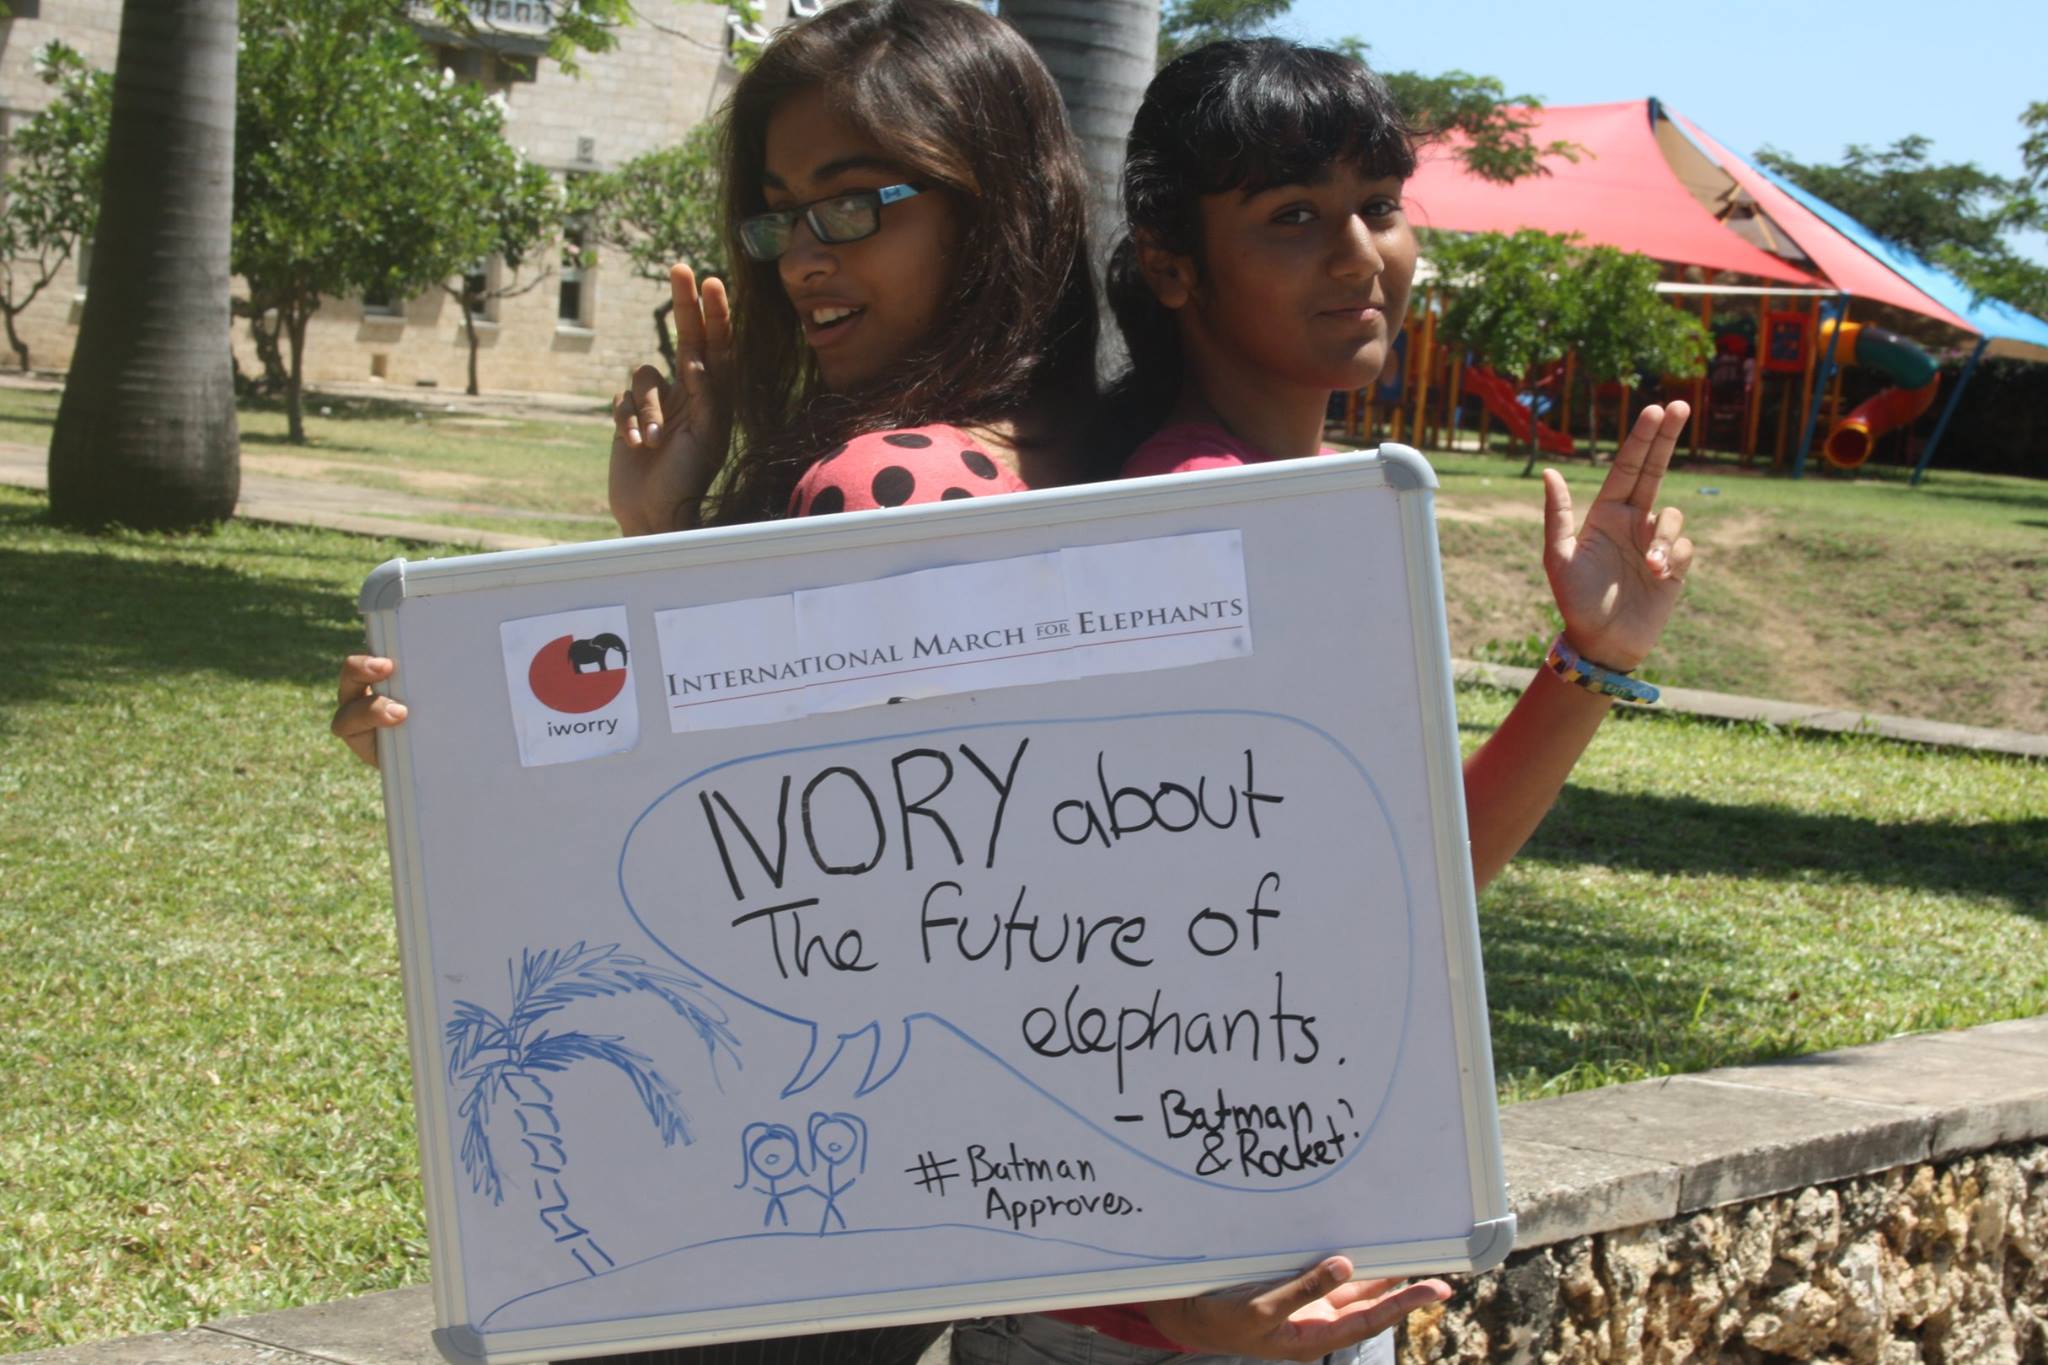 iworry
INTERNATIONAL MARCH FOR ELEPHANTS
IVORY about
The future of
elephants.
- Batman
& Rocket
# Batman
Approves.